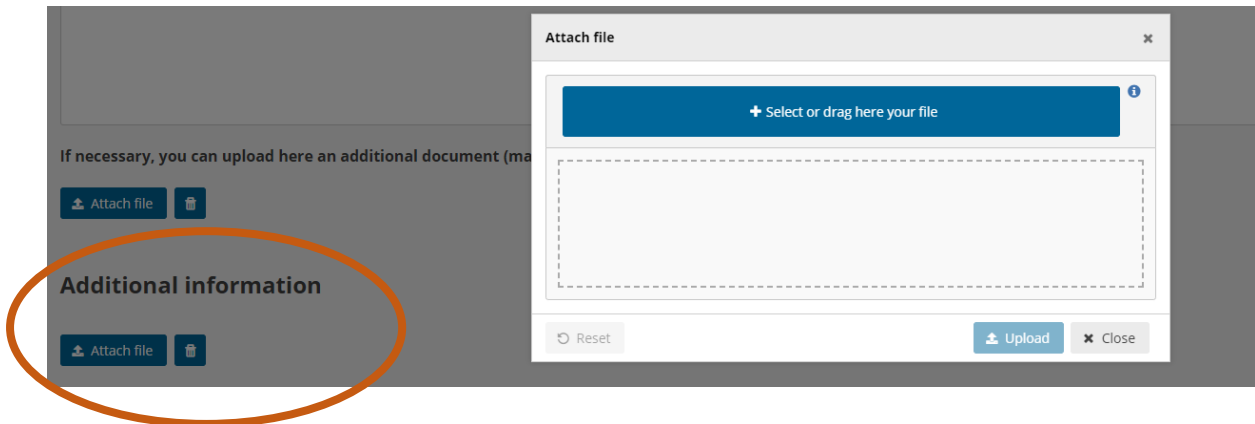 If necessary, you can upload here an additional document (ma
Attach file
Additional information
Attach file
Attach file
Select or drag here your file
Reset
Upload
Close